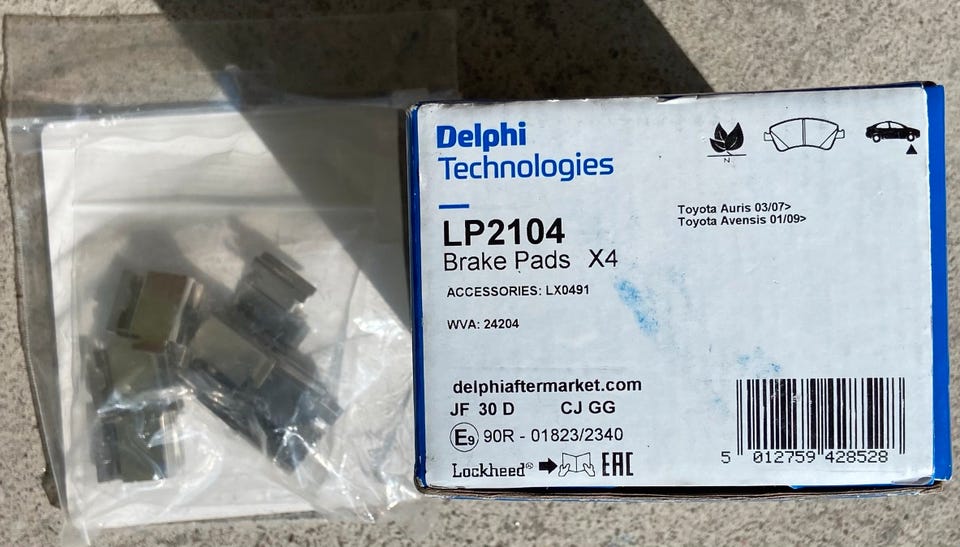 Delphi
Technologies
N
Toyota Auris 03/07>
Toyota Avensis 01/09>
LP2104
Brake Pads X4
ACCESSORIES: LX0491
WVA: 24204
delphiaftermarket.com
JF 30 D CJ GG
E9 90R - 01823/2340
Lockheed® EAC
5 012759 428528